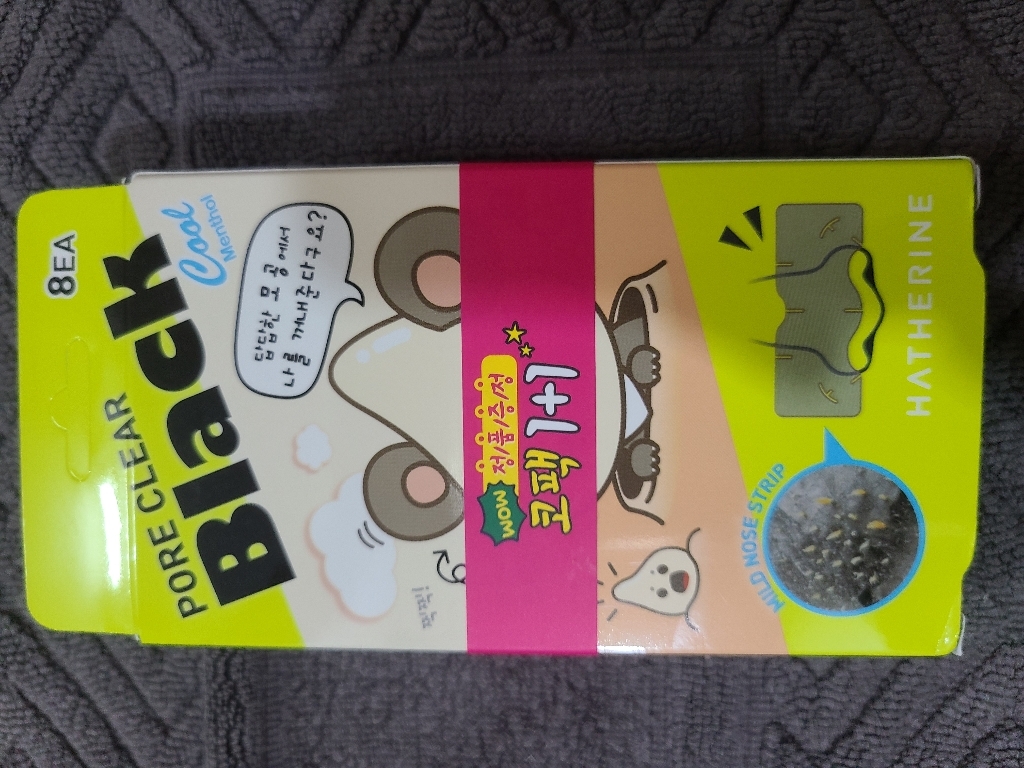 8EA
PORE CLEAR
Black
Cool
Menthol
답답한 모공에서
나를 꺼내준다구요?
WOW
정/품/증/정
코팩 1+1
MILD NOSE STRIP
HATHERINE